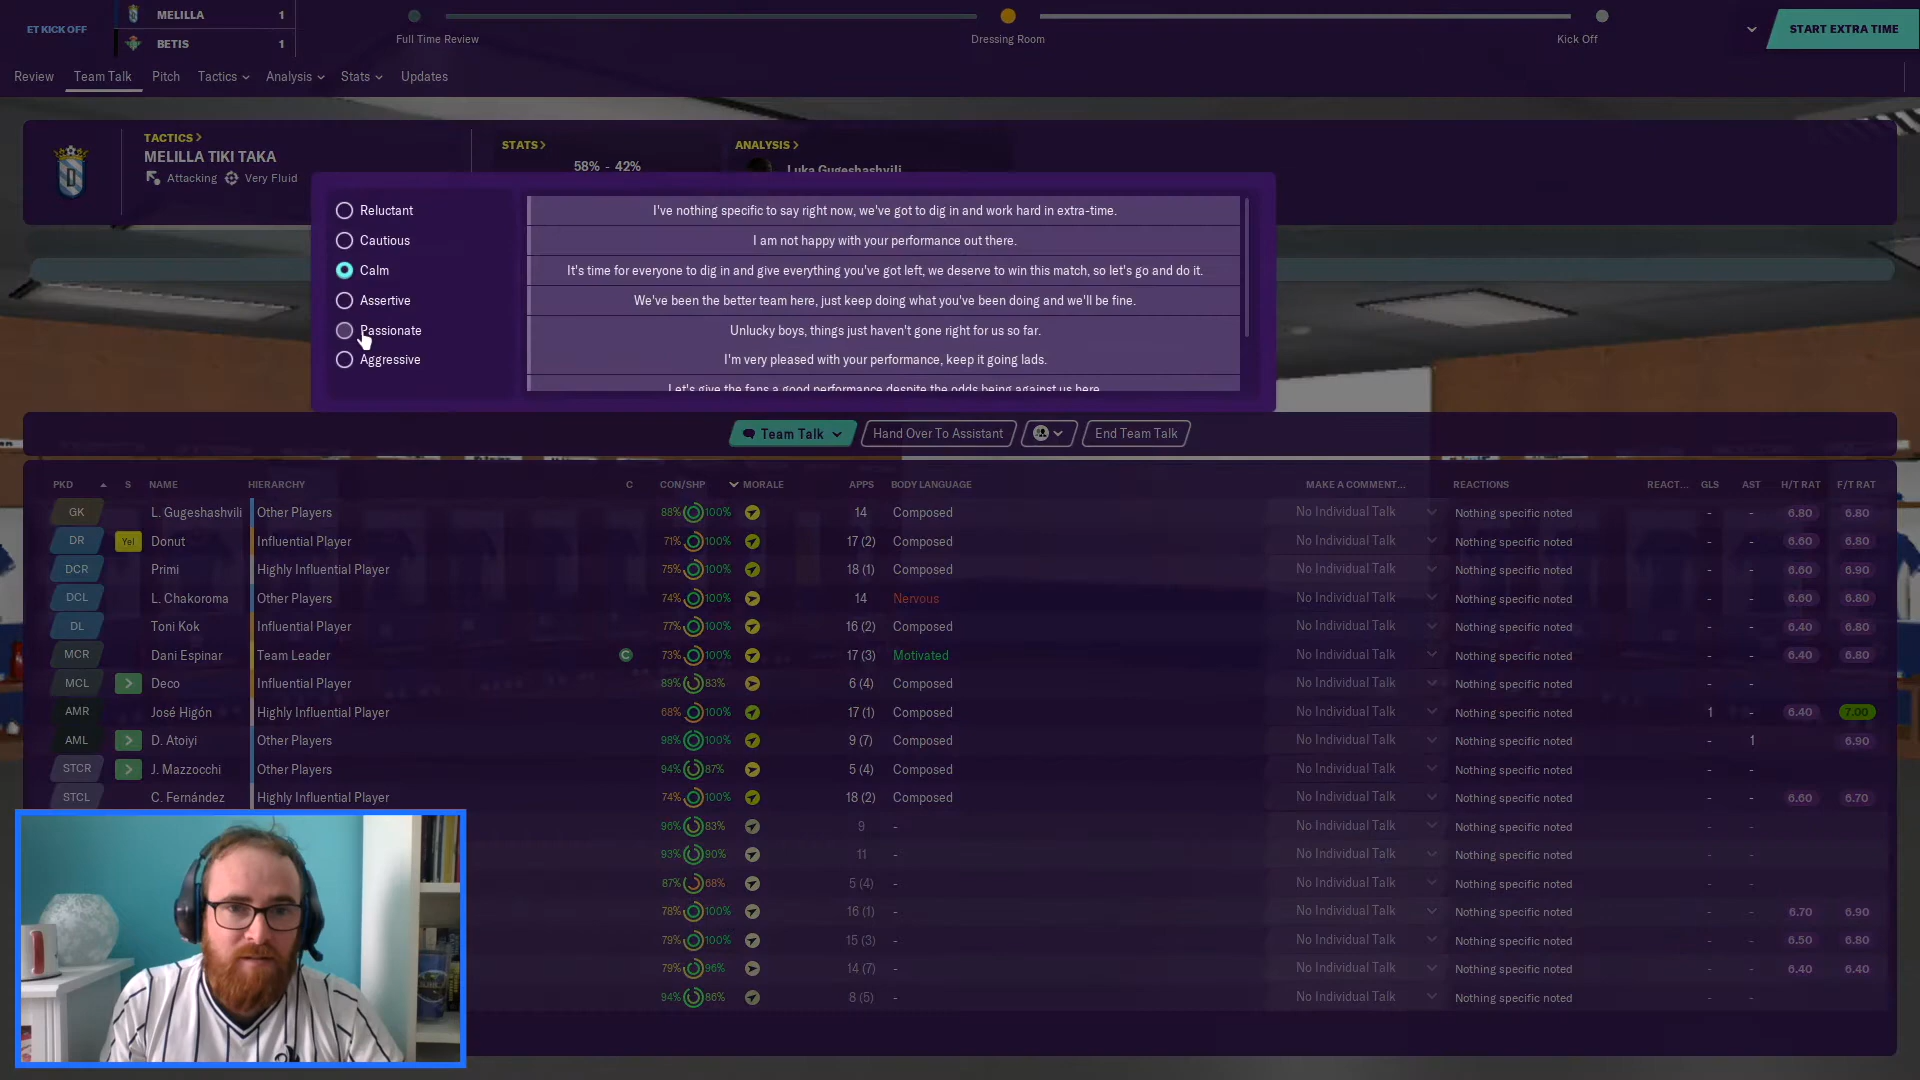 ET KICK OFF
MELILLA 1
BETIS 1
Full Time Review
Dressing Room
Kick Off
START EXTRA TIME
Review Team Talk Pitch Tactics Analysis Stats Updates
TACTICS
MELILLA TIKI TAKA
Attacking Very Fluid
STATS
58% - 42%
ANALYSIS
Luka Gugeshashvili
Reluctant
Cautious
Calm
Assertive
Passionate
Aggressive
I've nothing specific to say right now, we've got to dig in and work hard in extra-time.
I am not happy with your performance out there.
It's time for everyone to dig in and give everything you've got left, we deserve to win this match, so let's go and do it.
We've been the better team here, just keep doing what you've been doing and we'll be fine.
Unlucky boys, things just haven't gone right for us so far.
I'm very pleased with your performance, keep it going lads.
Let's give the fans a good performance despite the odds being against us here.
Team Talk Hand Over To Assistant End Team Talk
PKD S NAME HIERARCHY C CON/SHP MORALE APPS BODY LANGUAGE MAKE A COMMENT... REACTIONS REACT... GLS AST H/T RAT F/T RAT
GK L. Gugeshashvili Other Players 88% 100% 14 Composed No Individual Talk Nothing specific noted - - 6.80 6.80
DR Yel Donut Influential Player 71% 100% 17 (2) Composed No Individual Talk Nothing specific noted - - 6.60 6.80
DCR Primi Highly Influential Player 75% 100% 18 (1) Composed No Individual Talk Nothing specific noted - - 6.60 6.90
DCL L. Chakoroma Other Players 74% 100% 14 Nervous No Individual Talk Nothing specific noted - - 6.60 6.80
DL Toni Kok Influential Player 77% 100% 16 (2) Composed No Individual Talk Nothing specific noted - - 6.40 6.80
MCR Dani Espinar Team Leader C 73% 100% 17 (3) Motivated No Individual Talk Nothing specific noted - - 6.40 6.80
MCL Deco Influential Player 89% 83% 6 (4) Composed No Individual Talk Nothing specific noted - -
AMR José Higón Highly Influential Player 68% 100% 17 (1) Composed No Individual Talk Nothing specific noted 1 - 6.40 7.00
AML D. Atoiyi Other Players 98% 100% 9 (7) Composed No Individual Talk Nothing specific noted - 1 6.90
STCR J. Mazzocchi Other Players 94% 87% 5 (4) Composed No Individual Talk Nothing specific noted - -
STCL C. Fernández Highly Influential Player 74% 100% 18 (2) Composed No Individual Talk Nothing specific noted - - 6.60 6.70
96% 83% 9 - No Individual Talk Nothing specific noted - -
93% 90% 11 - No Individual Talk Nothing specific noted - -
87% 68% 5 (4) - No Individual Talk Nothing specific noted - -
78% 100% 16 (1) - No Individual Talk Nothing specific noted - - 6.70 6.90
79% 100% 15 (3) - No Individual Talk Nothing specific noted - - 6.50 6.80
79% 96% 14 (7) - No Individual Talk Nothing specific noted - - 6.40 6.40
94% 86% 8 (5) - No Individual Talk Nothing specific noted - -